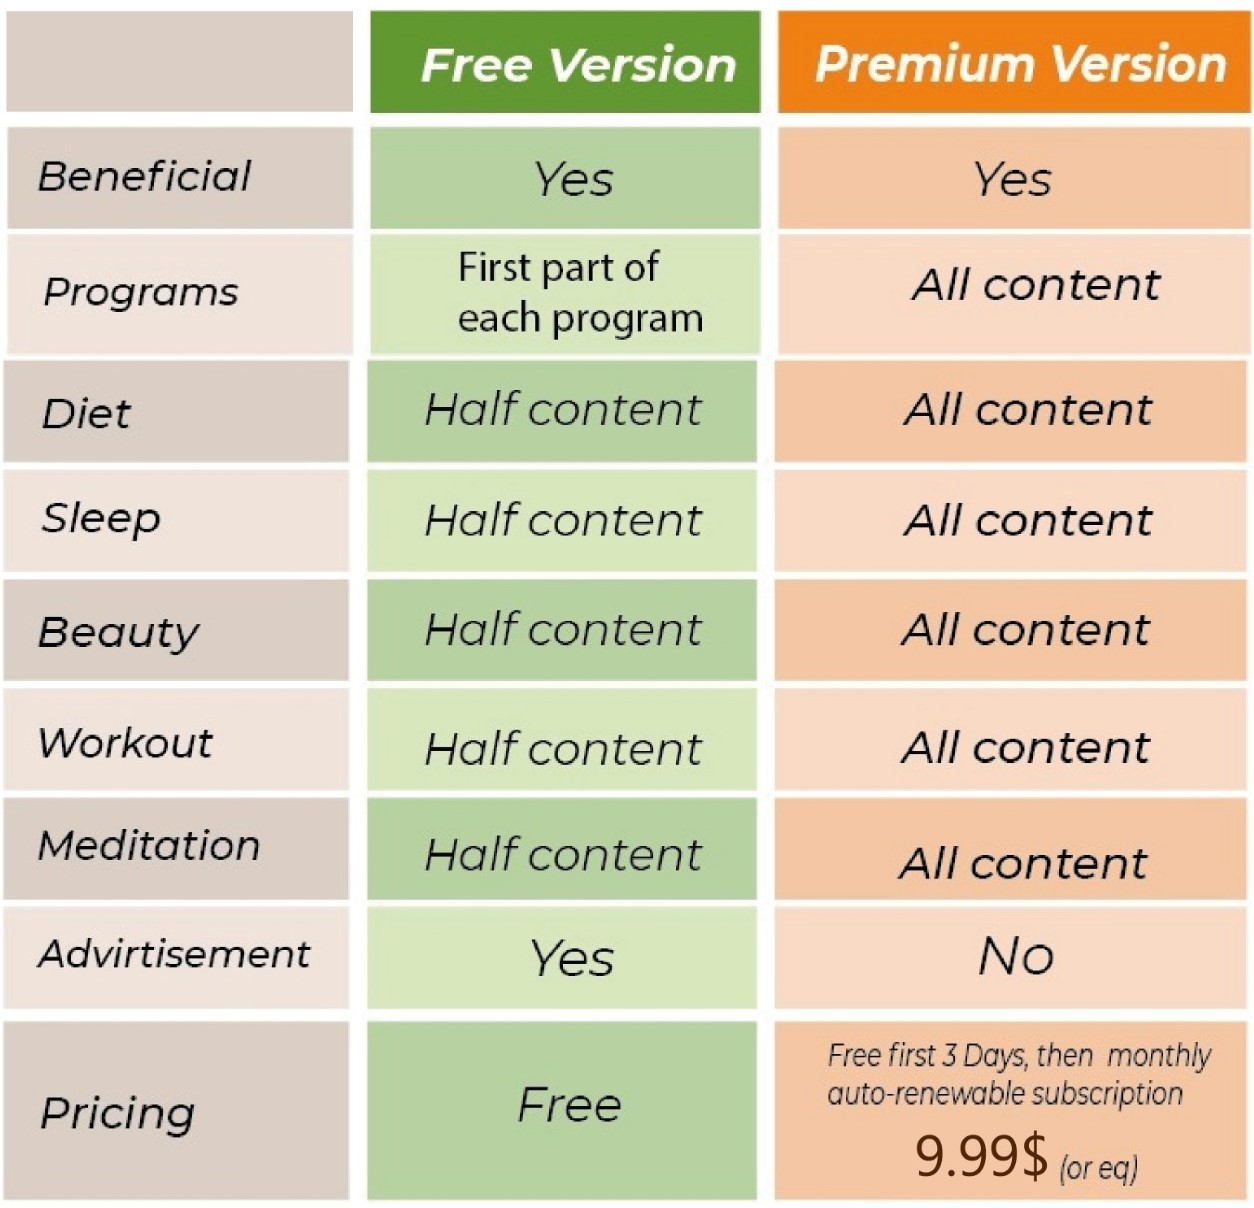 Free Version Premium Version
Beneficial Yes Yes
Programs First part of All content
each program
Diet Half content All content
Sleep Half content All content
Beauty Half content All content
Workout Half content All content
Meditation Half content All content
Advirtisement Yes No
Pricing Free Free first 3 Days, then monthly
auto-renewable subscription
9.99$ (or eq)